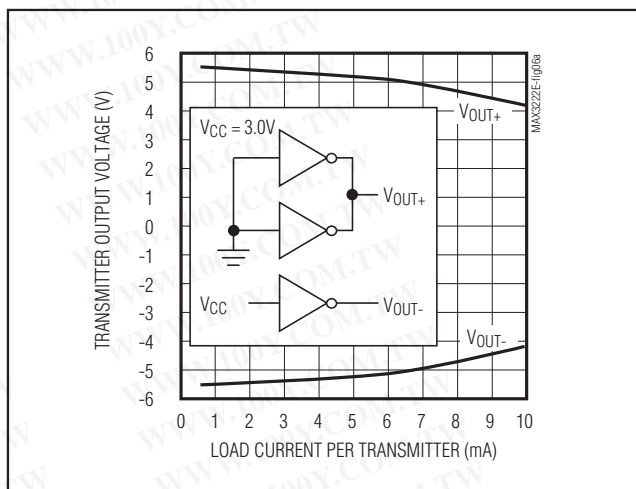 WWW.100Y.COM.TW
MAX3222E-fig06a
TRANSMITTER OUTPUT VOLTAGE (V)
6
5
4
3
2
1
0
-1
-2
-3
-4
-5
-6
VOUT+
VCC = 3.0V
VOUT+
VCC
VOUT-
VOUT-
0 1 2 3 4 5 6 7 8 9 10
LOAD CURRENT PER TRANSMITTER (mA)